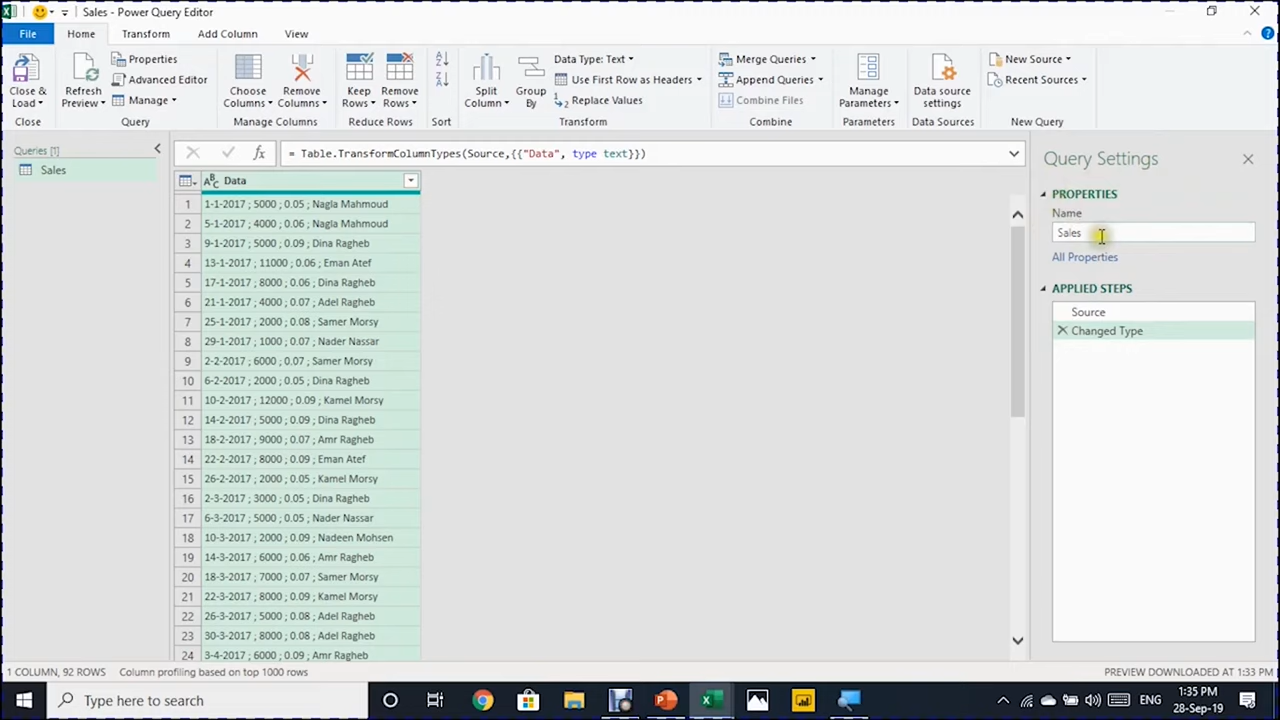 Sales - Power Query Editor
File
Home
Transform
Add Column
View
Close & Load
Close
Refresh Preview
Properties
Advanced Editor
Manage
Query
Choose Columns
Remove Columns
Manage Columns
Keep Rows
Remove Rows
Reduce Rows
Sort
Split Column
Group By
Data Type: Text
Use First Row as Headers
Replace Values
Transform
Merge Queries
Append Queries
Combine Files
Combine
Manage Parameters
Parameters
Data source settings
Data Sources
New Source
Recent Sources
New Query
Queries [1]
Sales
= Table.TransformColumnTypes(Source,{{"Data", type text}})
Data
1 1-1-2017 ; 5000 ; 0.05 ; Nagla Mahmoud
2 5-1-2017 ; 4000 ; 0.06 ; Nagla Mahmoud
3 9-1-2017 ; 5000 ; 0.09 ; Dina Ragheb
4 13-1-2017 ; 11000 ; 0.06 ; Eman Atef
5 17-1-2017 ; 8000 ; 0.06 ; Dina Ragheb
6 21-1-2017 ; 4000 ; 0.07 ; Adel Ragheb
7 25-1-2017 ; 2000 ; 0.08 ; Samer Morsy
8 29-1-2017 ; 1000 ; 0.07 ; Nader Nassar
9 2-2-2017 ; 6000 ; 0.07 ; Samer Morsy
10 6-2-2017 ; 2000 ; 0.05 ; Dina Ragheb
11 10-2-2017 ; 12000 ; 0.09 ; Kamel Morsy
12 14-2-2017 ; 5000 ; 0.09 ; Dina Ragheb
13 18-2-2017 ; 9000 ; 0.07 ; Amr Ragheb
14 22-2-2017 ; 8000 ; 0.09 ; Eman Atef
15 26-2-2017 ; 2000 ; 0.05 ; Kamel Morsy
16 2-3-2017 ; 3000 ; 0.05 ; Dina Ragheb
17 6-3-2017 ; 5000 ; 0.05 ; Nader Nassar
18 10-3-2017 ; 2000 ; 0.09 ; Nadeen Mohsen
19 14-3-2017 ; 6000 ; 0.06 ; Amr Ragheb
20 18-3-2017 ; 7000 ; 0.07 ; Samer Morsy
21 22-3-2017 ; 8000 ; 0.09 ; Kamel Morsy
22 26-3-2017 ; 5000 ; 0.08 ; Adel Ragheb
23 30-3-2017 ; 8000 ; 0.08 ; Adel Ragheb
24 3-4-2017 ; 6000 ; 0.09 ; Amr Ragheb
Query Settings
PROPERTIES
Name
Sales
All Properties
APPLIED STEPS
Source
Changed Type
1 COLUMN, 92 ROWS
Column profiling based on top 1000 rows
PREVIEW DOWNLOADED AT 1:33 PM
Type here to search
ENG
1:35 PM
28-Sep-19